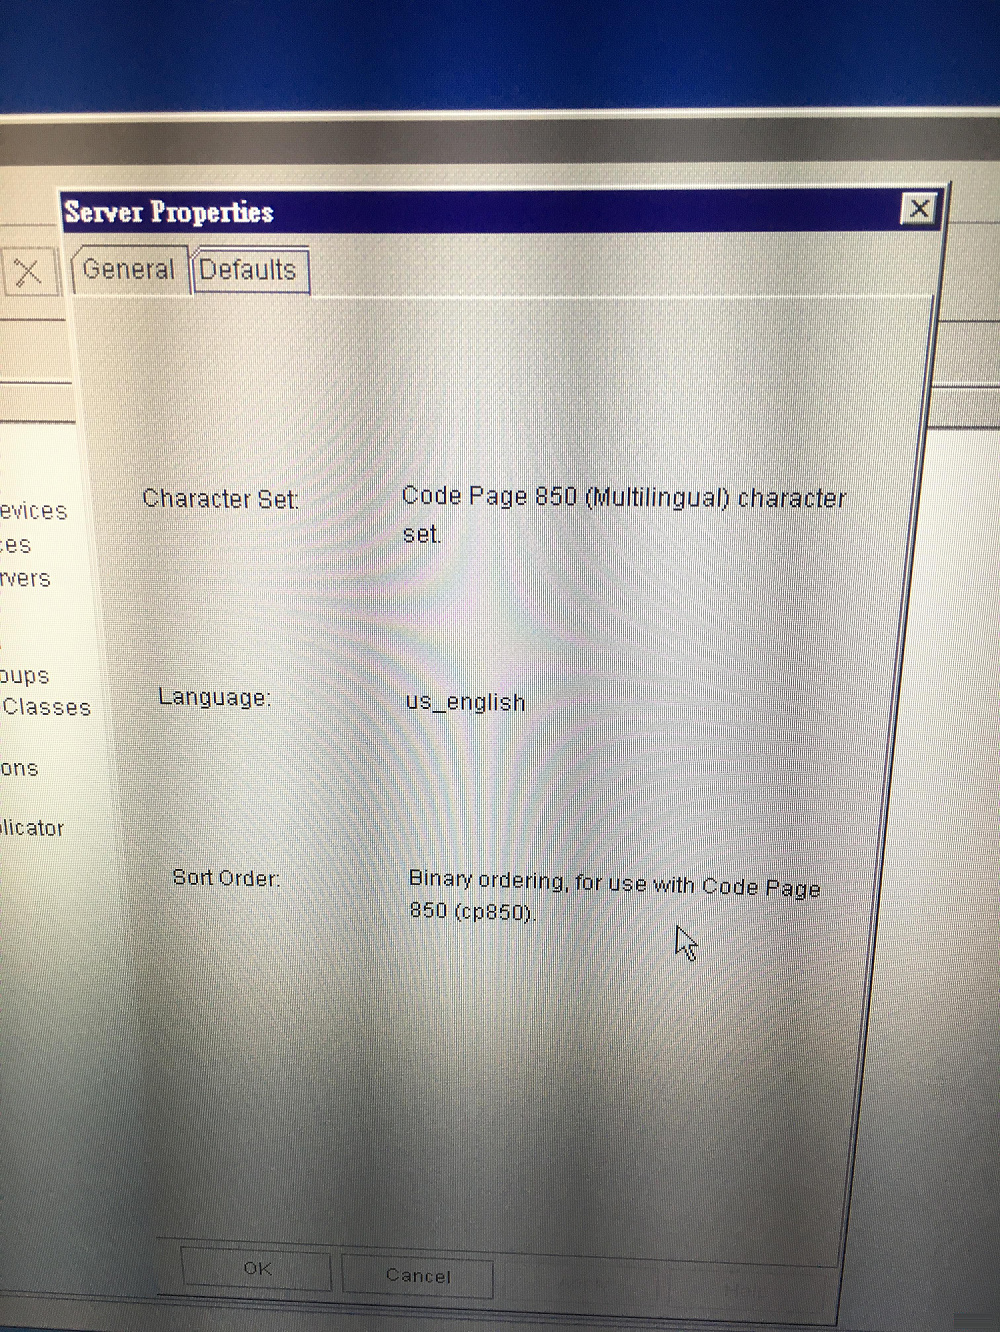 Server Properties
General
Defaults
Character Set:
Code Page 850 (Multilingual) character
set.
Language:
us_english
Sort Order:
Binary ordering, for use with Code Page
850 (cp850).
OK
Cancel
evices
ces
rvers
oups
Classes
ons
licator